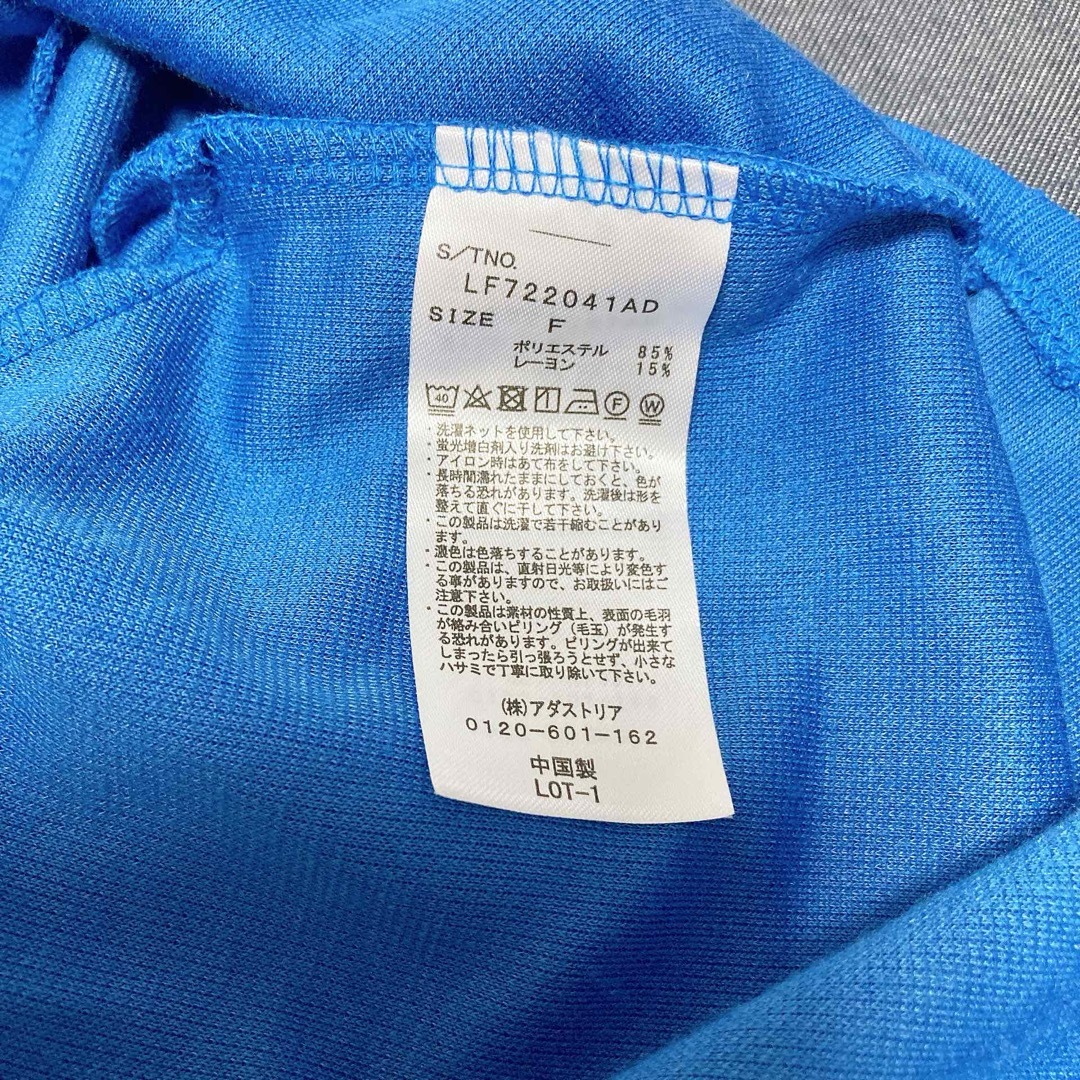 S/TNO.
LF722041AD
SIZE F
ポリエステル 85%
レーヨン 15%
40 F W
・洗濯ネットを使用して下さい。
・蛍光増白剤入り洗剤はお避け下さい。
・アイロン時はあて布をして下さい。
・長時間濡れたままにしておくと、色が
落ちる恐れがあります。洗濯後は形を
整えて直ぐに干して下さい。
・この製品は洗濯で若干縮むことがあり
ます。
・濃色は色落ちすることがあります。
・この製品は、直射日光等により変色す
る事がありますので、お取扱いにはご
注意下さい。
・この製品は素材の性質上、表面の毛羽
が絡み合いピリング（毛玉）が発生す
る恐れがあります。ピリングが出来て
しまったら引っ張ろうとせず、小さな
ハサミで丁寧に取り除いて下さい。
(株)アダストリア
0120-601-162
中国製
LOT-1